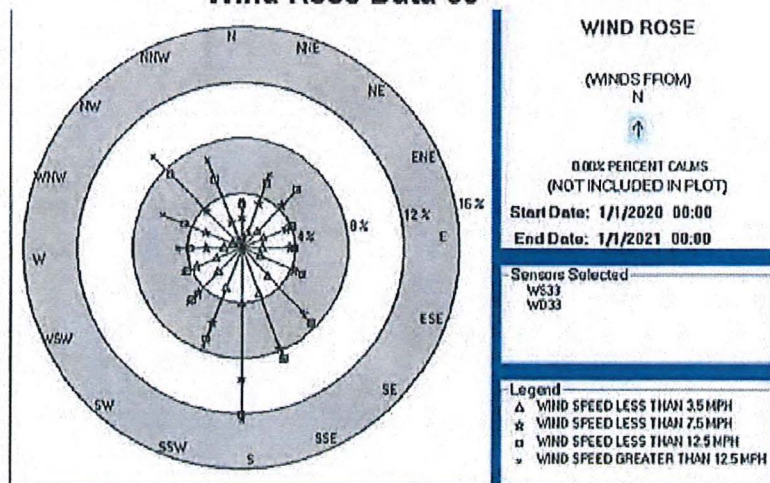 Wind Rose Data
N
NNE
NE
ENE
E
ESE
SE
SSE
S
SSW
SW
WSW
W
WNW
NW
NNW
4%
8%
12%
16%
WIND ROSE
(WINDS FROM)
N
↑
0.00% PERCENT CALMS
(NOT INCLUDED IN PLOT)
Start Date: 1/1/2020 00:00
End Date: 1/1/2021 00:00
Sensors Selected
WS33
WD33
Legend
△ WIND SPEED LESS THAN 3.5 MPH
☆ WIND SPEED LESS THAN 7.5 MPH
□ WIND SPEED LESS THAN 12.5 MPH
× WIND SPEED GREATER THAN 12.5 MPH